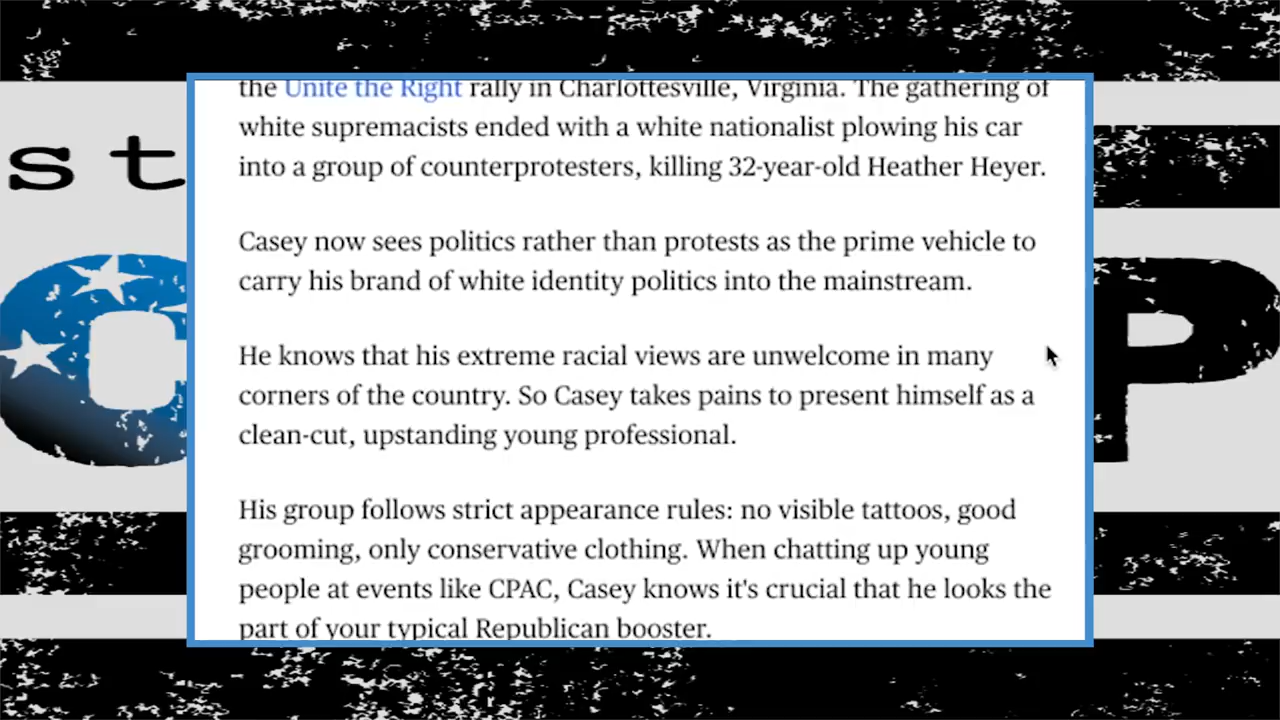 the Unite the Right rally in Charlottesville, Virginia. The gathering of
white supremacists ended with a white nationalist plowing his car
into a group of counterprotesters, killing 32-year-old Heather Heyer.
Casey now sees politics rather than protests as the prime vehicle to
carry his brand of white identity politics into the mainstream.
He knows that his extreme racial views are unwelcome in many
corners of the country. So Casey takes pains to present himself as a
clean-cut, upstanding young professional.
His group follows strict appearance rules: no visible tattoos, good
grooming, only conservative clothing. When chatting up young
people at events like CPAC, Casey knows it's crucial that he looks the
part of your typical Republican booster.
st
P